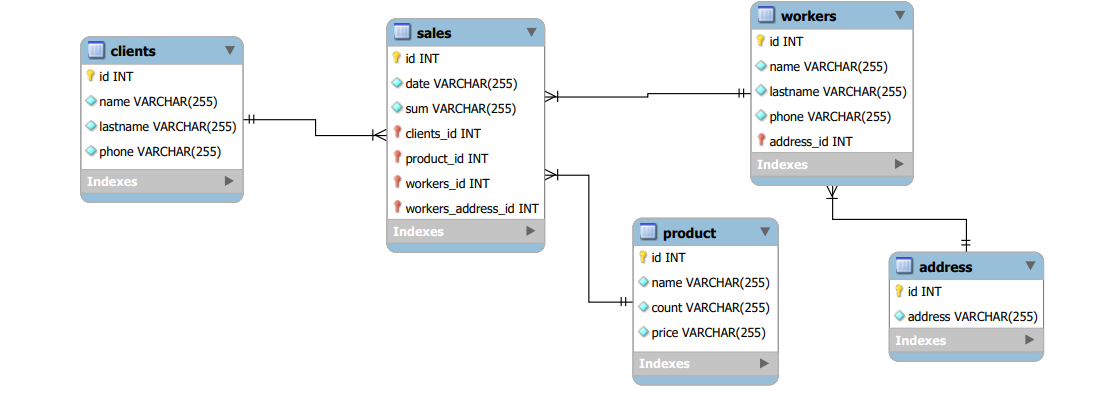 clients
id INT
name VARCHAR(255)
lastname VARCHAR(255)
phone VARCHAR(255)
Indexes
sales
id INT
date VARCHAR(255)
sum VARCHAR(255)
clients_id INT
product_id INT
workers_id INT
workers_address_id INT
Indexes
workers
id INT
name VARCHAR(255)
lastname VARCHAR(255)
phone VARCHAR(255)
address_id INT
Indexes
product
id INT
name VARCHAR(255)
count VARCHAR(255)
price VARCHAR(255)
Indexes
address
id INT
address VARCHAR(255)
Indexes